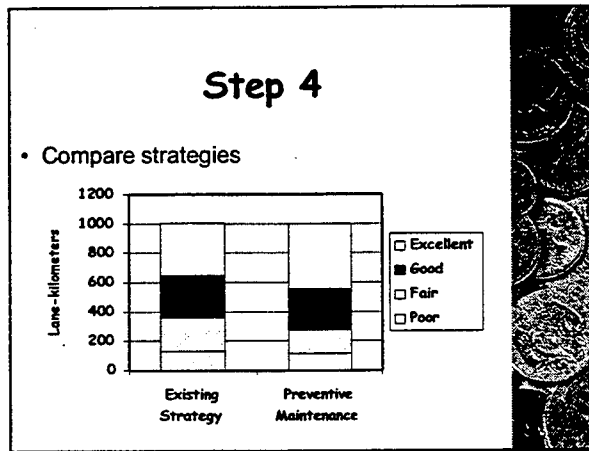 Step 4
• Compare strategies
1200
1000
800
600
400
200
0
Lane-kilometers
Existing
Strategy
Preventive
Maintenance
Excellent
Good
Fair
Poor